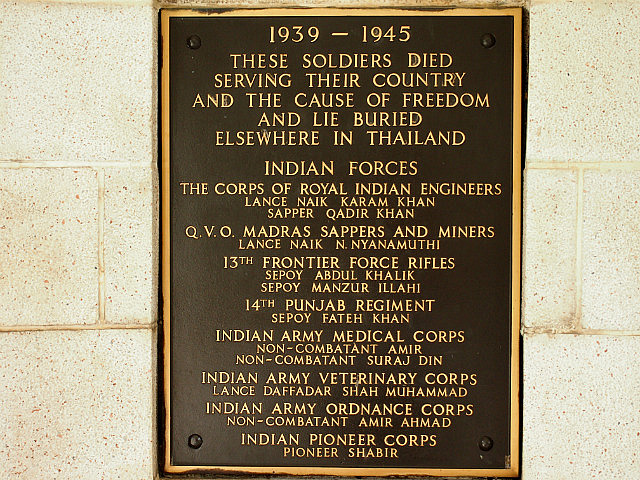 1939 – 1945
THESE SOLDIERS DIED
SERVING THEIR COUNTRY
AND THE CAUSE OF FREEDOM
AND LIE BURIED
ELSEWHERE IN THAILAND
INDIAN FORCES
THE CORPS OF ROYAL INDIAN ENGINEERS
LANCE NAIK KARAM KHAN
SAPPER QADIR KHAN
Q.V.O. MADRAS SAPPERS AND MINERS
LANCE NAIK N. NYANAMUTHI
13TH FRONTIER FORCE RIFLES
SEPOY ABDUL KHALIK
SEPOY MANZUR ILLAHI
14TH PUNJAB REGIMENT
SEPOY FATEH KHAN
INDIAN ARMY MEDICAL CORPS
NON-COMBATANT AMIR
NON-COMBATANT SURAJ DIN
INDIAN ARMY VETERINARY CORPS
LANCE DAFFADAR SHAH MUHAMMAD
INDIAN ARMY ORDNANCE CORPS
NON-COMBATANT AMIR AHMAD
INDIAN PIONEER CORPS
PIONEER SHABIR